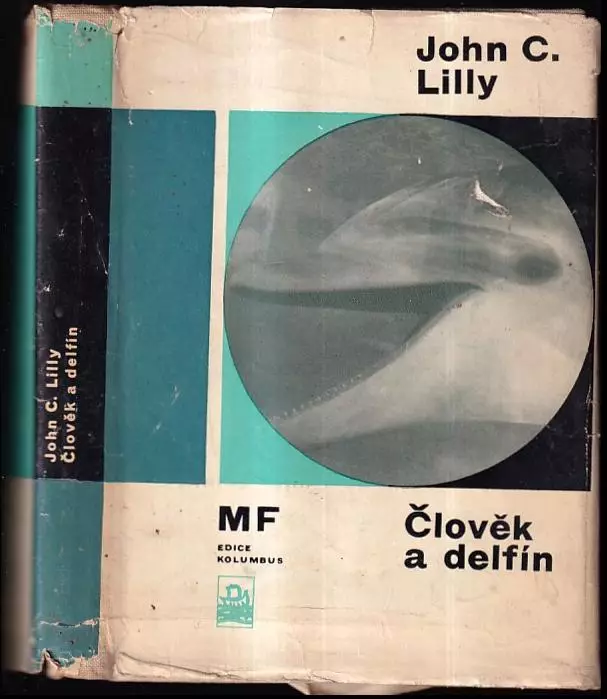 John C.
Lilly
John C. Lilly
Člověk a delfín
MF
EDICE
KOLUMBUS
Člověk
a delfín